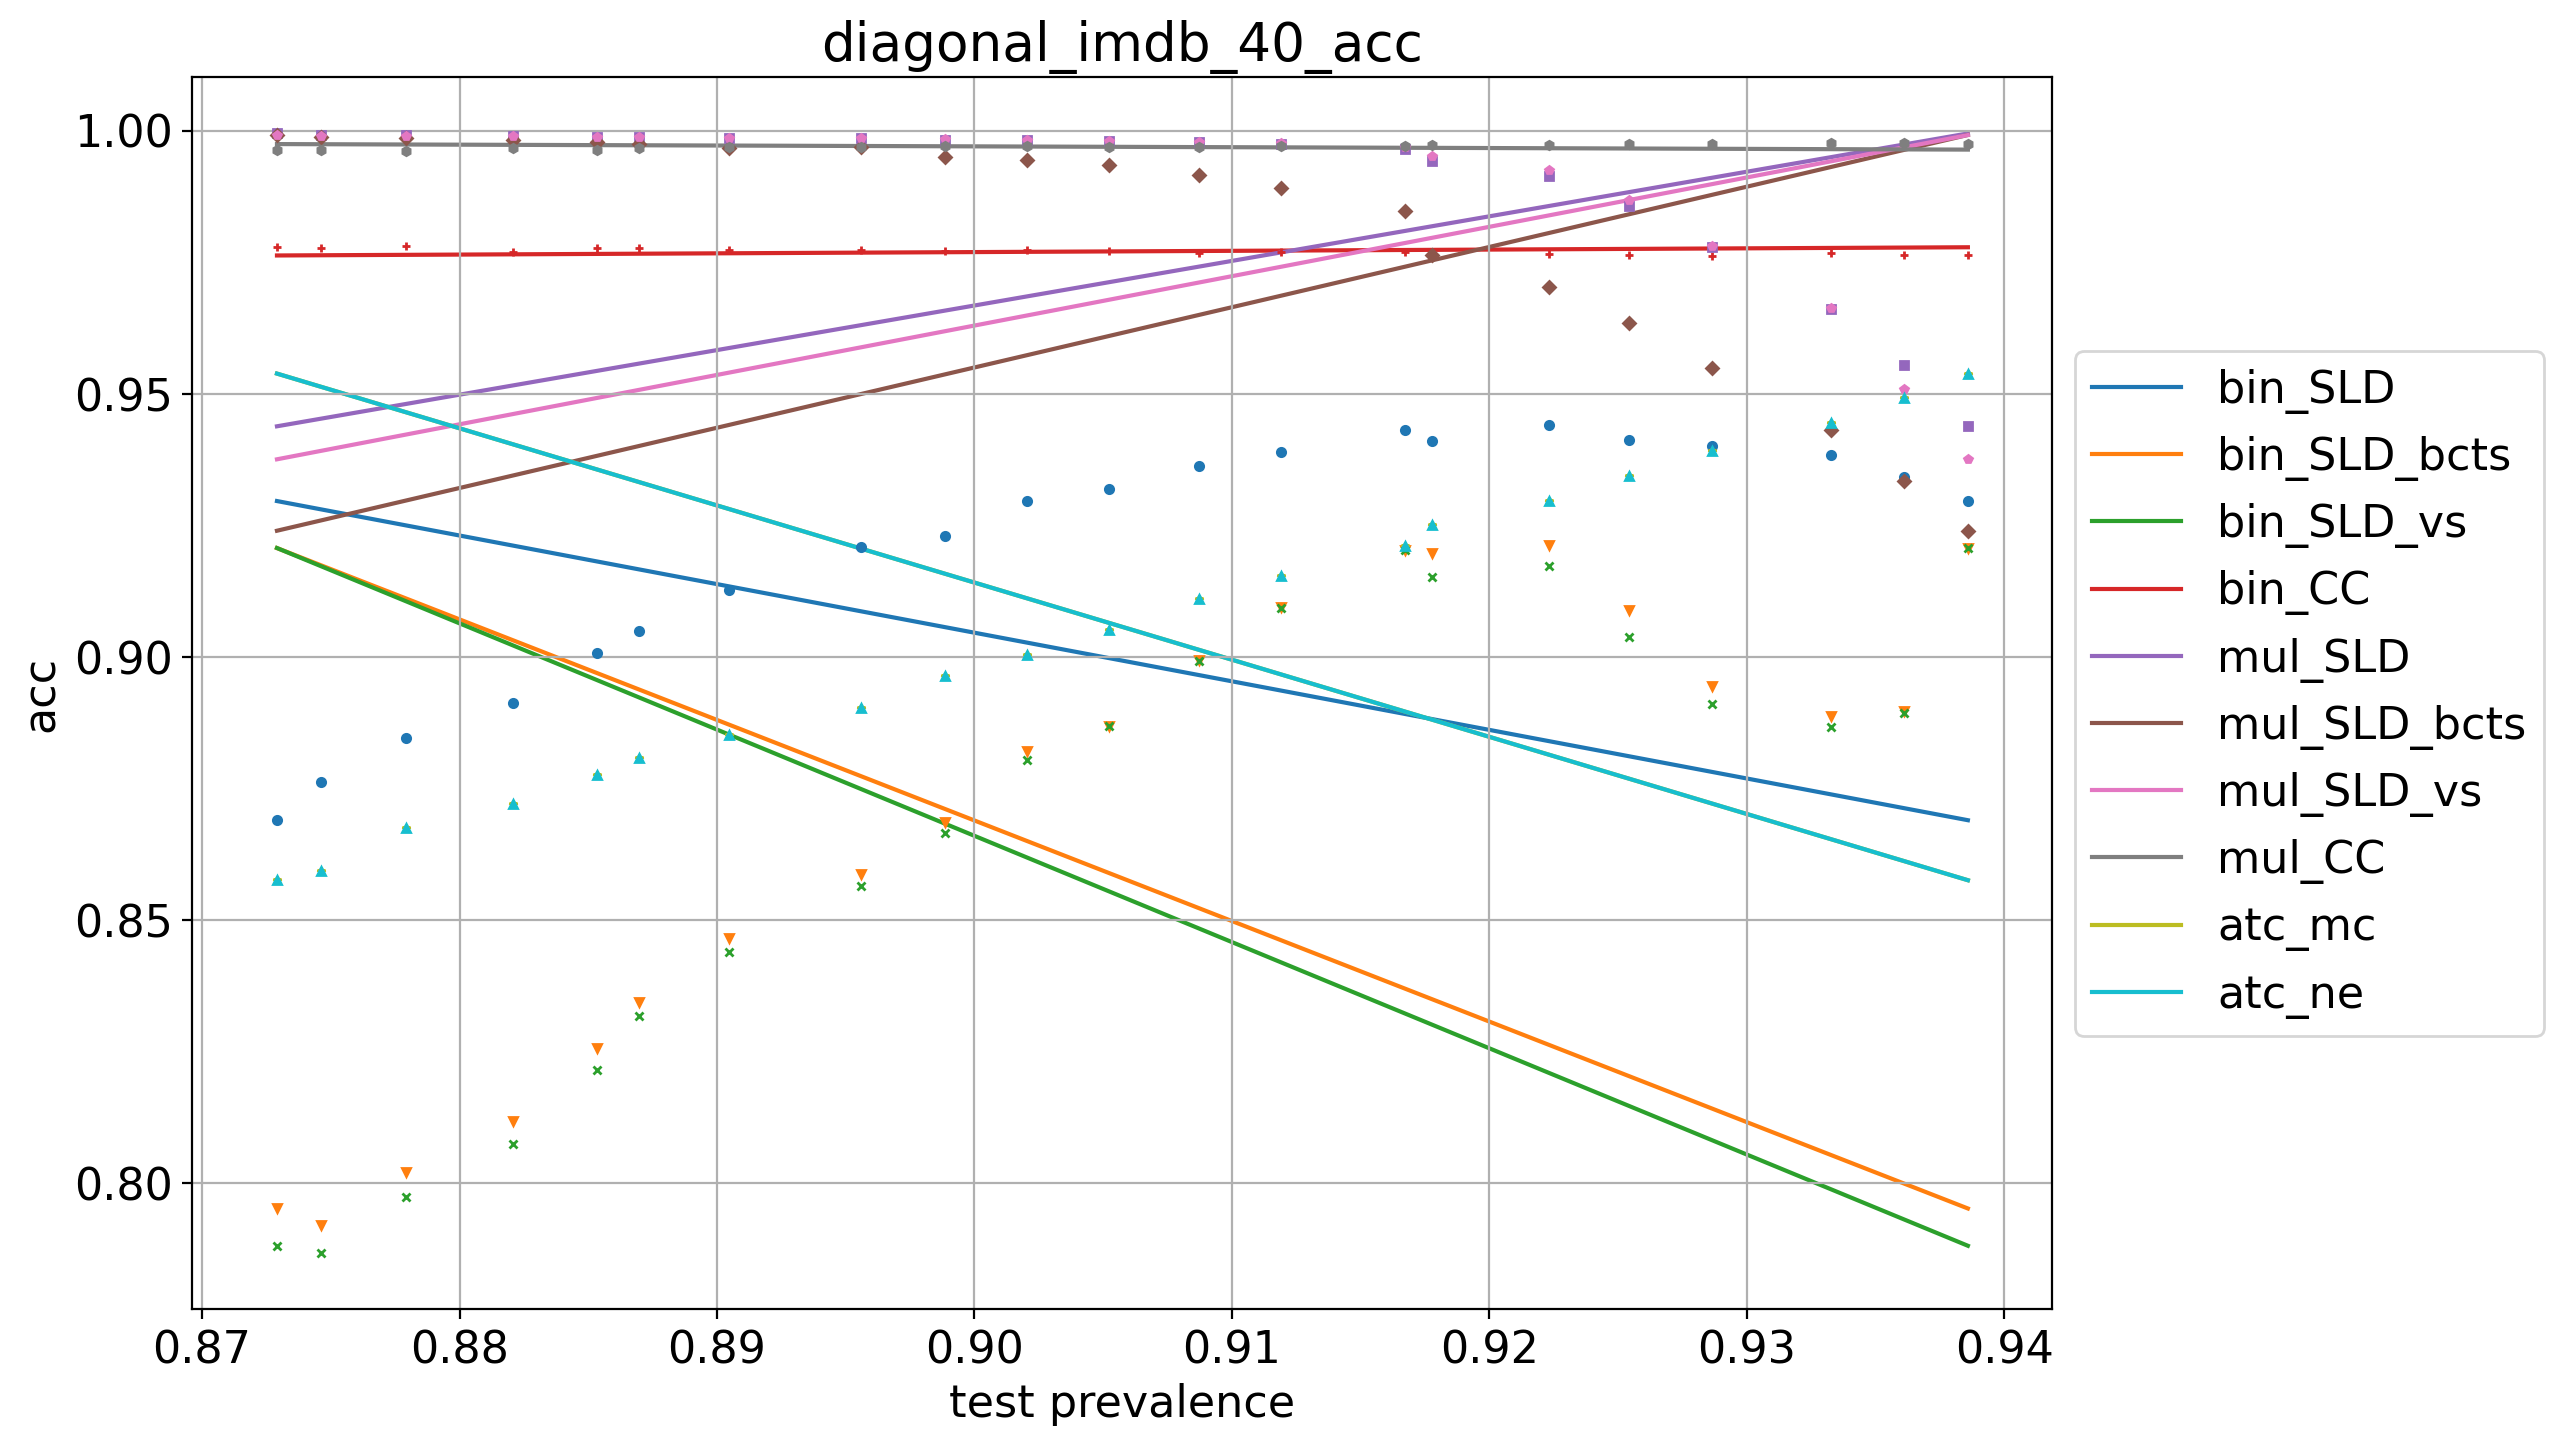 diagonal_imdb_40_acc
1.00
0.95
0.90
0.85
0.80
acc
0.87
0.88
0.89
0.90
0.91
0.92
0.93
0.94
test prevalence
bin_SLD
bin_SLD_bcts
bin_SLD_vs
bin_CC
mul_SLD
mul_SLD_bcts
mul_SLD_vs
mul_CC
atc_mc
atc_ne